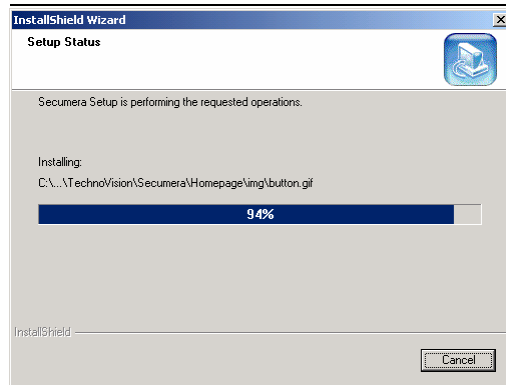 InstallShield Wizard
Setup Status
Secumera Setup is performing the requested operations.
Installing:
C:\...\TechnoVision\Secumera\Homepage\img\button.gif
94%
InstallShield
Cancel